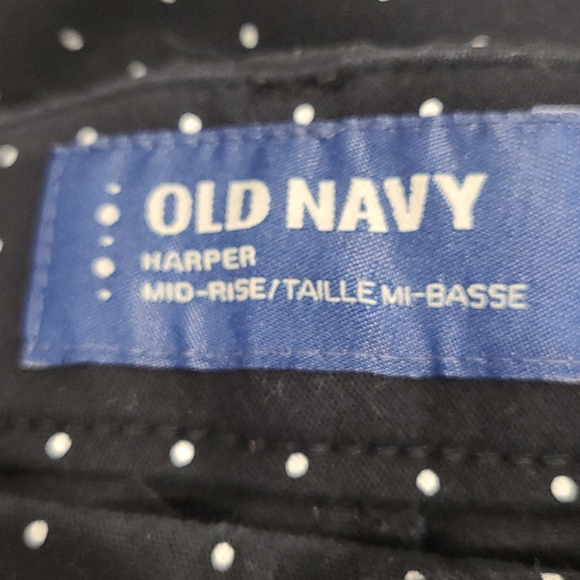 OLD NAVY
HARPER
MID-RISE/TAILLE MI-BASSE